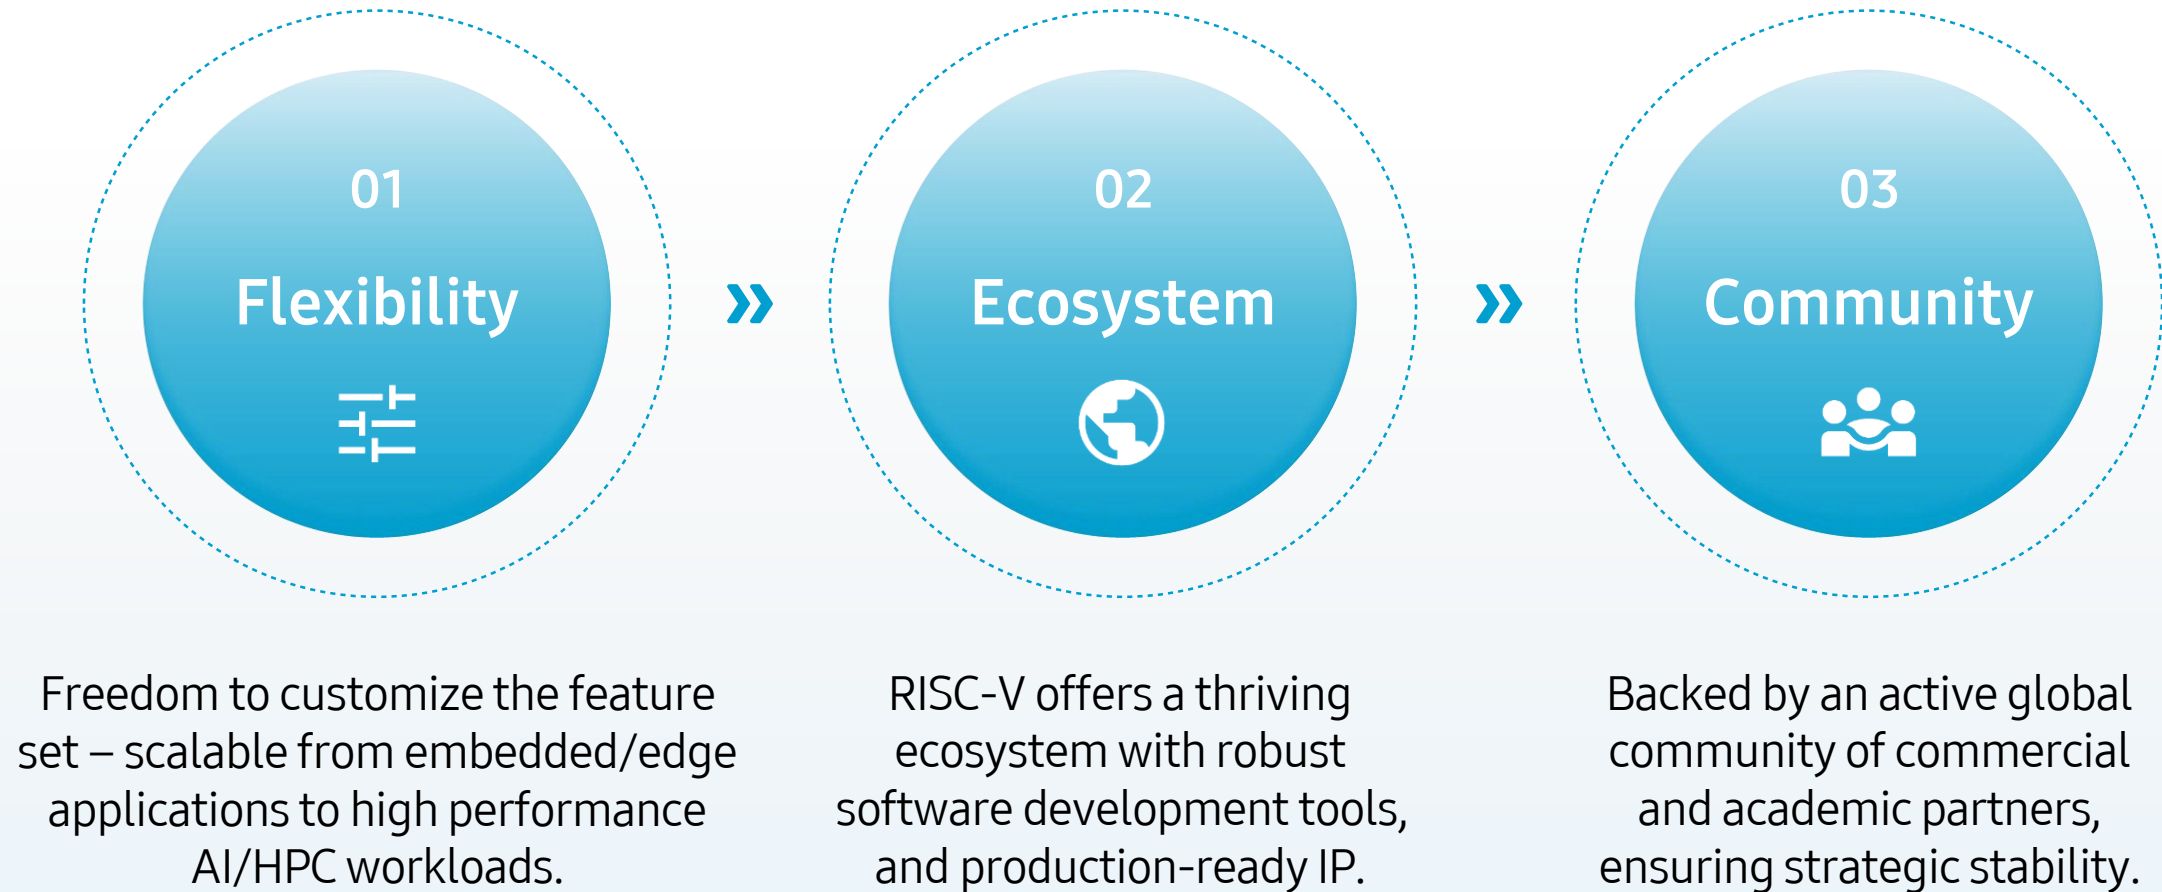 01
Flexibility
»
02
Ecosystem
»
03
Community
Freedom to customize the feature
set – scalable from embedded/edge
applications to high performance
AI/HPC workloads.
RISC-V offers a thriving
ecosystem with robust
software development tools,
and production-ready IP.
Backed by an active global
community of commercial
and academic partners,
ensuring strategic stability.